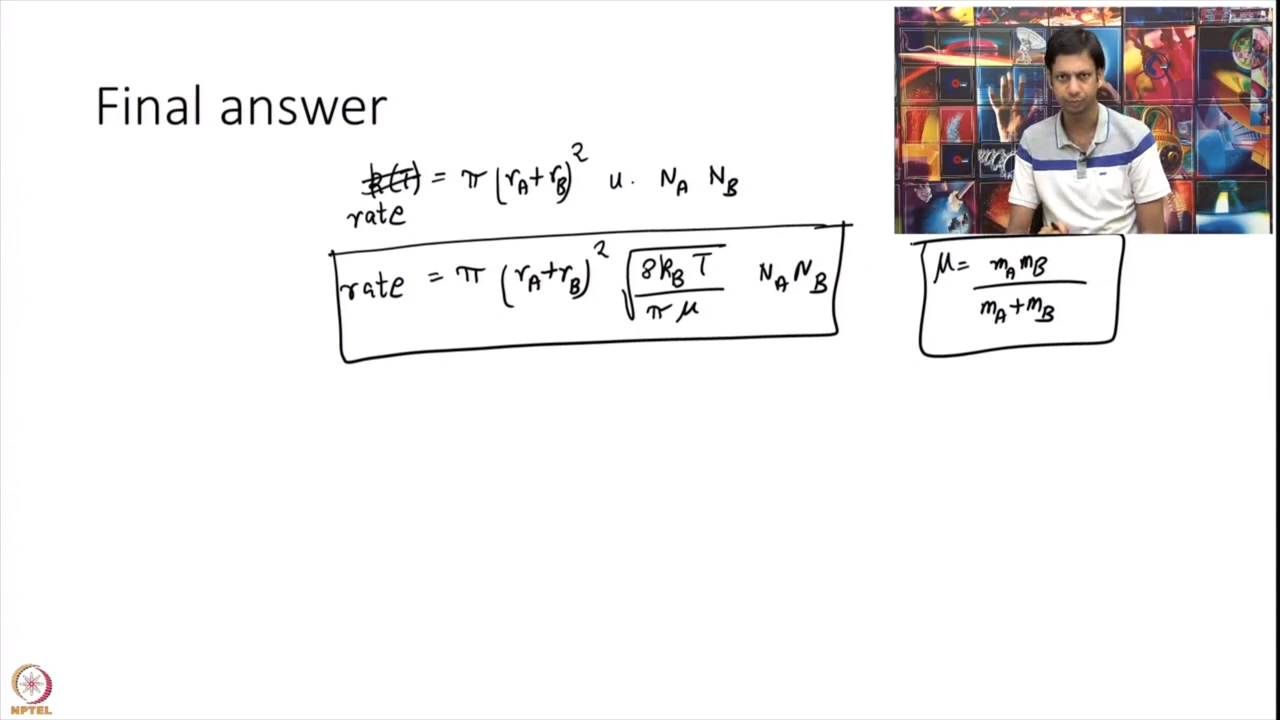 Final answer
k(T) = π (rA+rB)² u. NA NB
rate
rate = π (rA+rB)² √(8kB T / π μ) NA NB
μ = mA mB / mA+mB
NPTEL